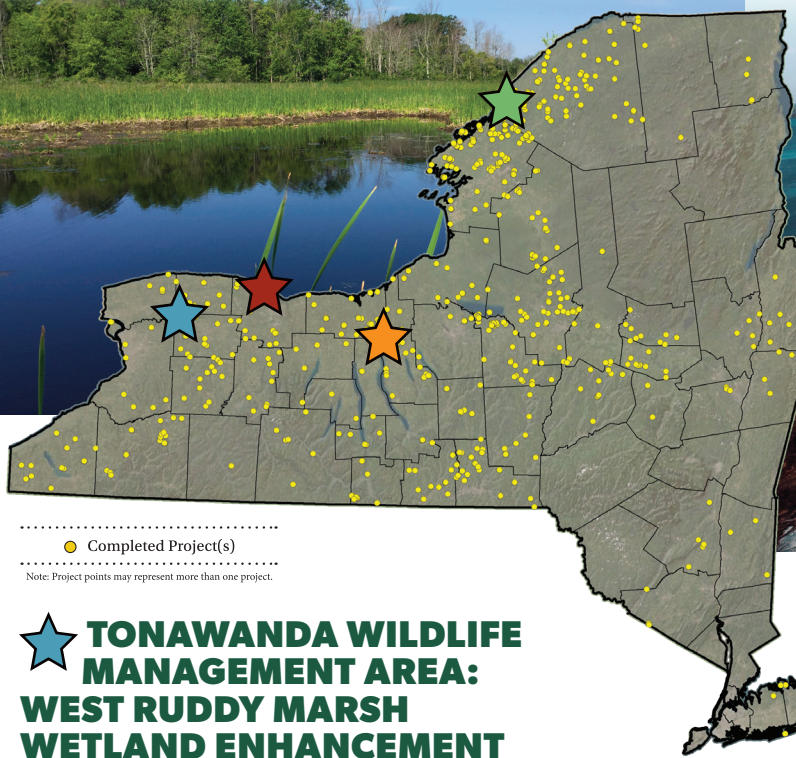 Completed Project(s)
Note: Project points may represent more than one project.
TONAWANDA WILDLIFE
MANAGEMENT AREA:
WEST RUDDY MARSH
WETLAND ENHANCEMENT